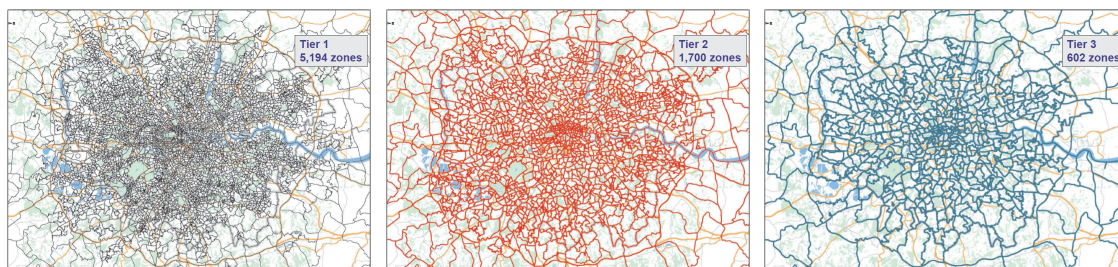 Tier 1
5,194 zones
Tier 2
1,700 zones
Tier 3
602 zones